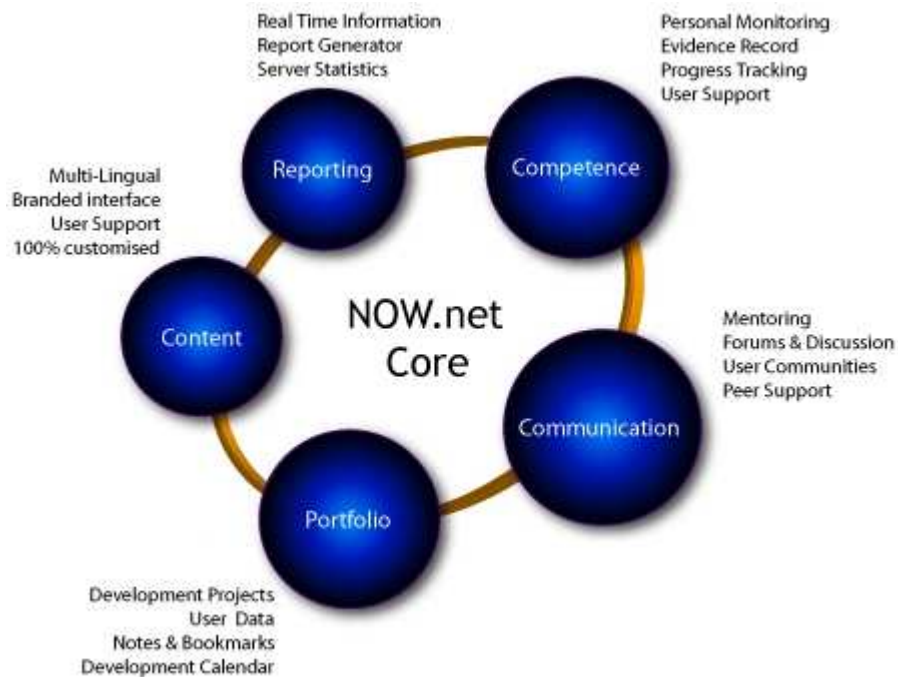 Real Time Information
Report Generator
Server Statistics
Personal Monitoring
Evidence Record
Progress Tracking
User Support
Reporting
Competence
Multi-Lingual
Branded interface
User Support
100% customised
Content
NOW.net
Core
Mentoring
Forums & Discussion
User Communities
Peer Support
Communication
Portfolio
Development Projects
User Data
Notes & Bookmarks
Development Calendar